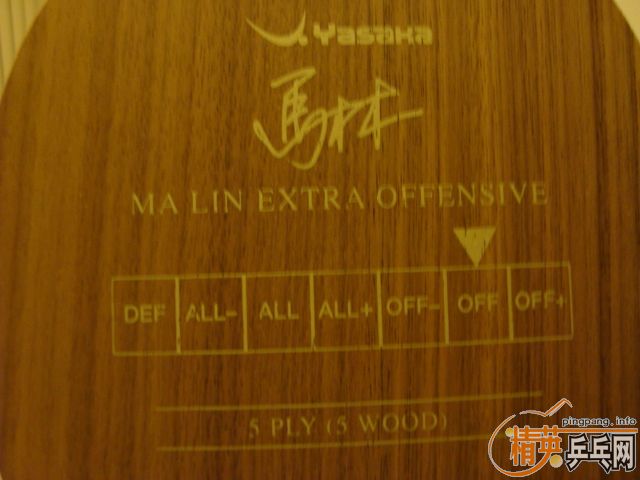 Yasaka
馬林
MA LIN EXTRA OFFENSIVE
DEF ALL- ALL ALL+ OFF- OFF OFF+
5 PLY (5 WOOD)
pingpang.info
精英乒乓网